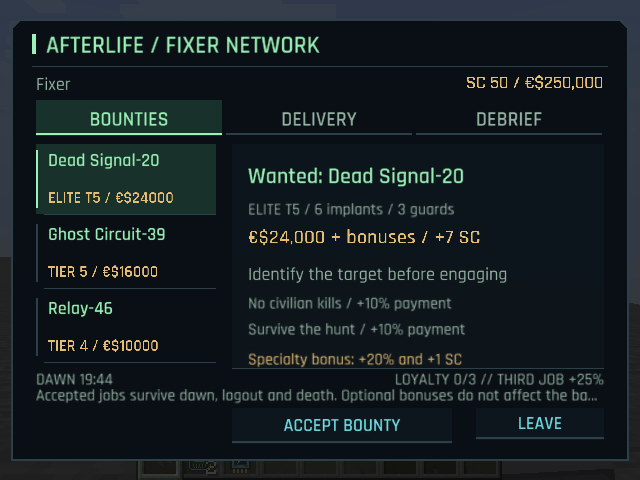 AFTERLIFE / FIXER NETWORK
Fixer
SC 50 / €$250,000
BOUNTIES
DELIVERY
DEBRIEF
Dead Signal-20
ELITE T5 / €$24000
Ghost Circuit-39
TIER 5 / €$16000
Relay-46
TIER 4 / €$10000
Wanted: Dead Signal-20
ELITE T5 / 6 implants / 3 guards
€$24,000 + bonuses / +7 SC
Identify the target before engaging
No civilian kills / +10% payment
Survive the hunt / +10% payment
Specialty bonus: +20% and +1 SC
DAWN 19:44
LOYALTY 0/3 // THIRD JOB +25%
Accepted jobs survive dawn, logout and death. Optional bonuses do not affect the ba...
ACCEPT BOUNTY
LEAVE